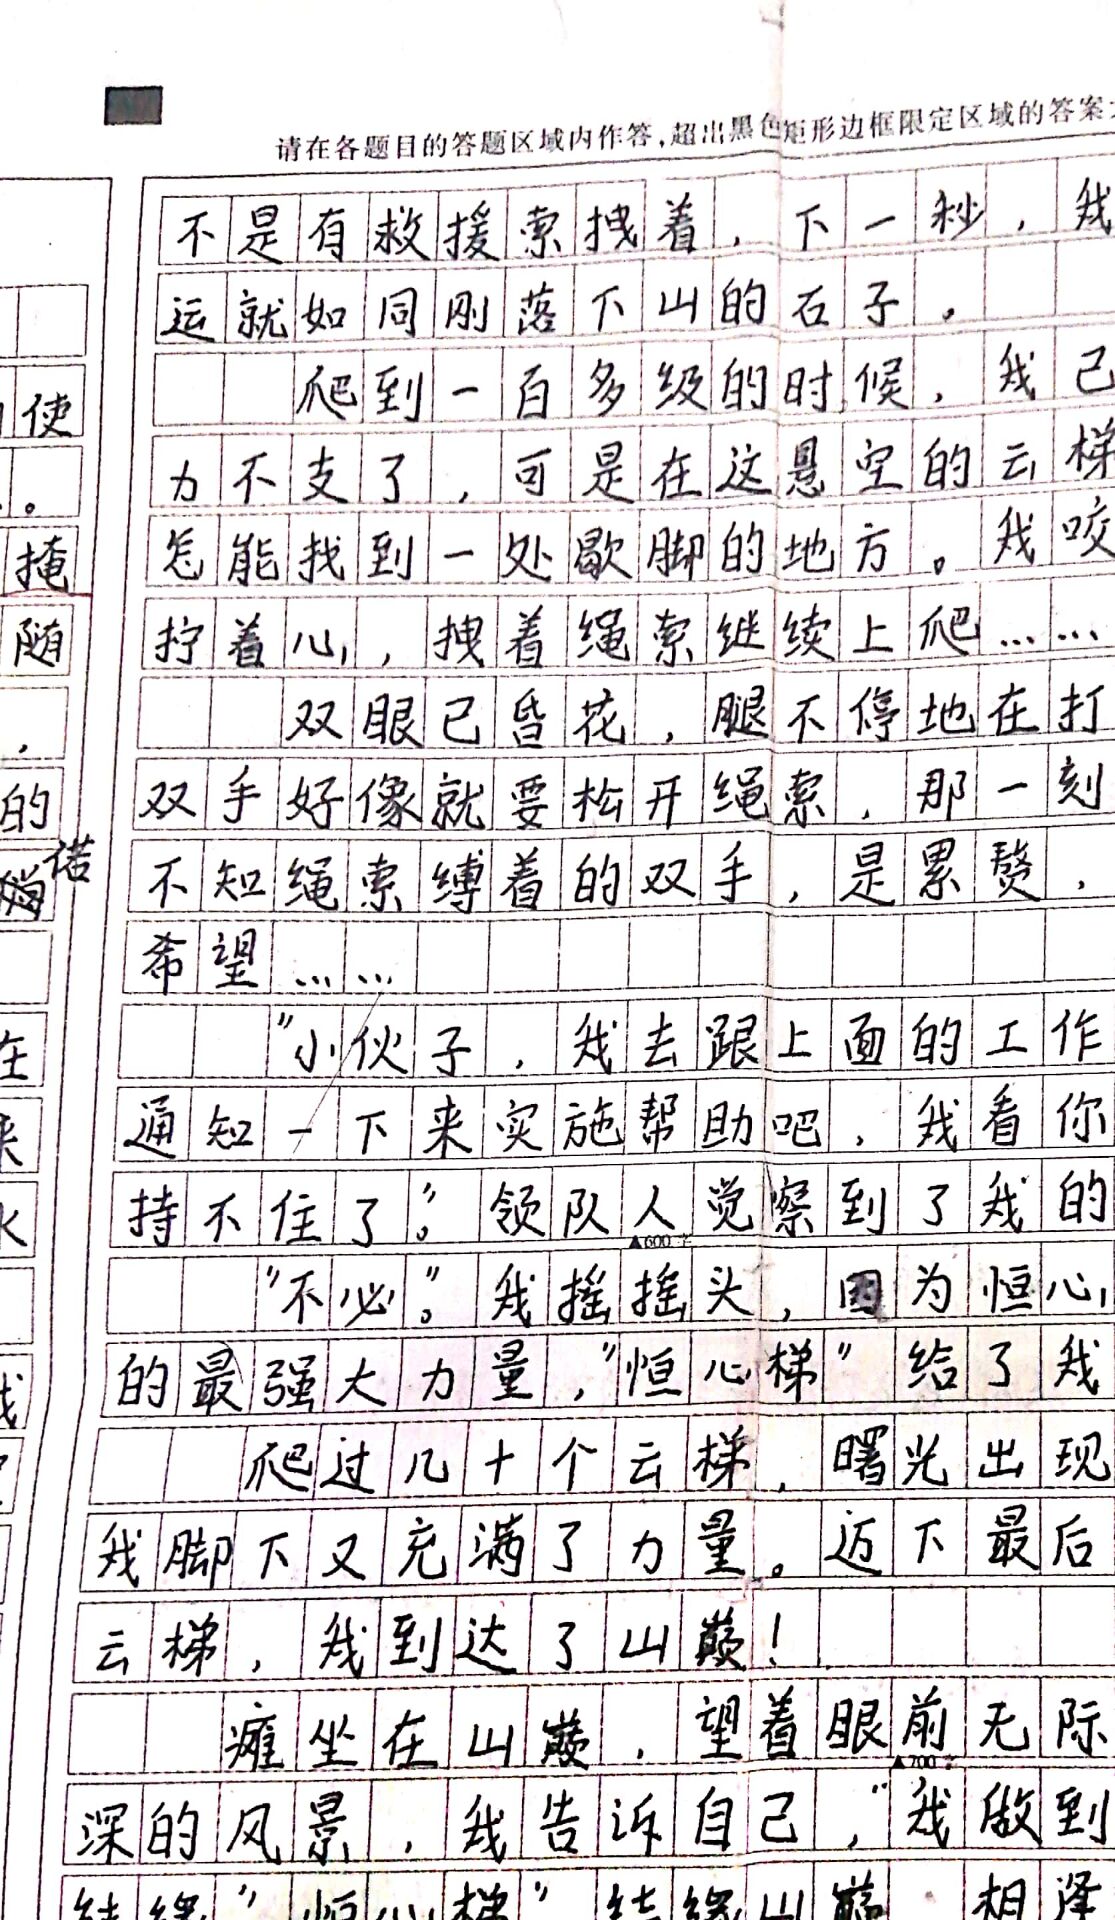 请在各题目的答题区域内作答,超出黑色矩形边框限定区域的答案
不是有救援索拽着，下一秒，我
运就如同刚落下山的石子。
爬到一百多级的时候，我已
力不支了，可是在这悬空的云梯
怎能找到一处歇脚的地方。我咬
拧着心，拽着绳索继续上爬……
双眼已昏花，腿不停地在打
双手好像就要松开绳索，那一刻
不知绳索缚着的双手，是累赘，
希望……
"小伙子，我去跟上面的工作
通知一下来实施帮助吧，我看你
持不住了。"领队人觉察到了我的
▲600字
"不必。"我摇摇头，因为恒心
的最强大力量，"恒心梯"给了我
爬过几十个云梯，曙光出现
我脚下又充满了力量。迈下最后
云梯，我到达了山巅！
瘫坐在山巅，望着眼前无际
▲700字
深的风景，我告诉自己，"我做到
结缘"恒心梯"结缘山巅，相泽
使
。
掩
随
，
的
诺
在